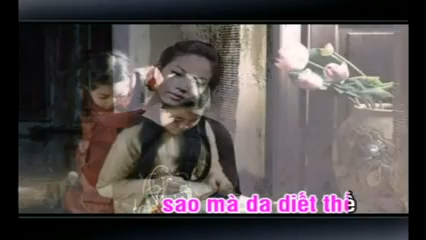 sao mà da diết thế